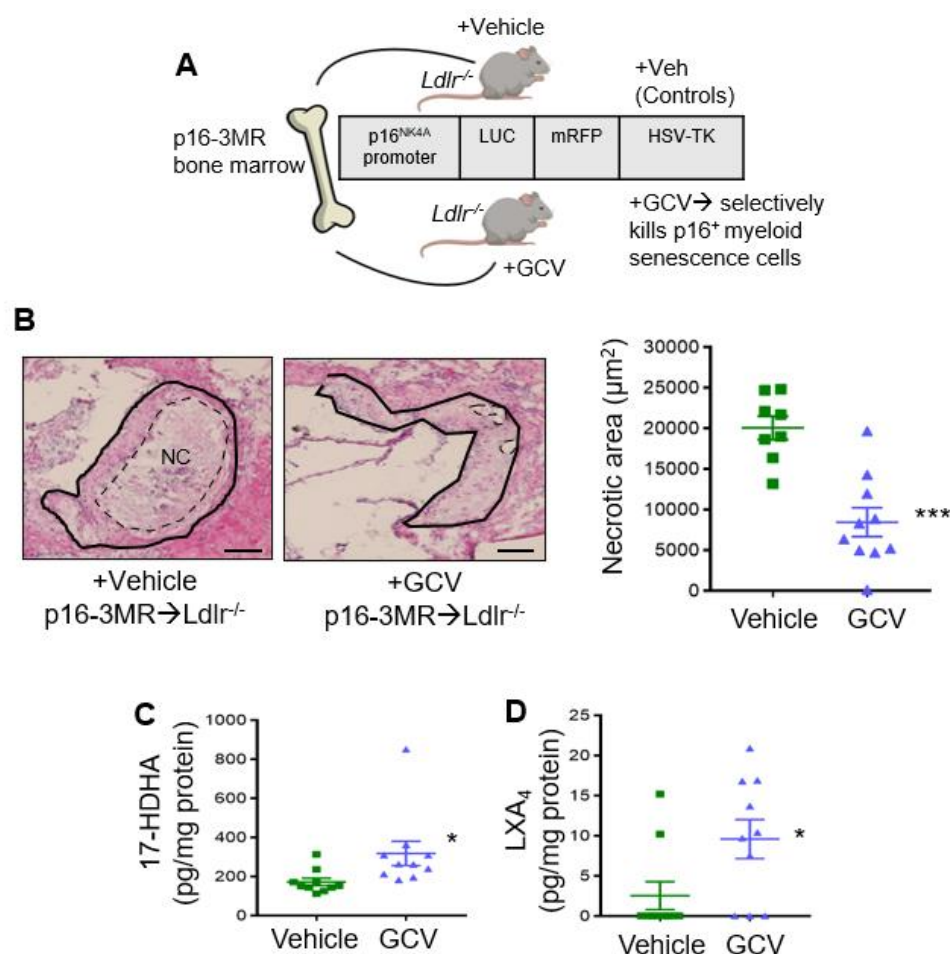 A
+Vehicle
Ldlr-/-
+Veh
(Controls)
p16-3MR
bone marrow
p16NK4A
promoter
LUC
mRFP
HSV-TK
Ldlr-/-
+GCV
+GCV→ selectively
kills p16+ myeloid
senescence cells
B
NC
+Vehicle
p16-3MR→Ldlr-/-
+GCV
p16-3MR→Ldlr-/-
Necrotic area (µm2)
30000
25000
20000
15000
10000
5000
0
***
Vehicle
GCV
C
17-HDHA
(pg/mg protein)
1000
800
600
400
200
0
*
Vehicle
GCV
D
LXA4
(pg/mg protein)
25
20
15
10
5
0
*
Vehicle
GCV